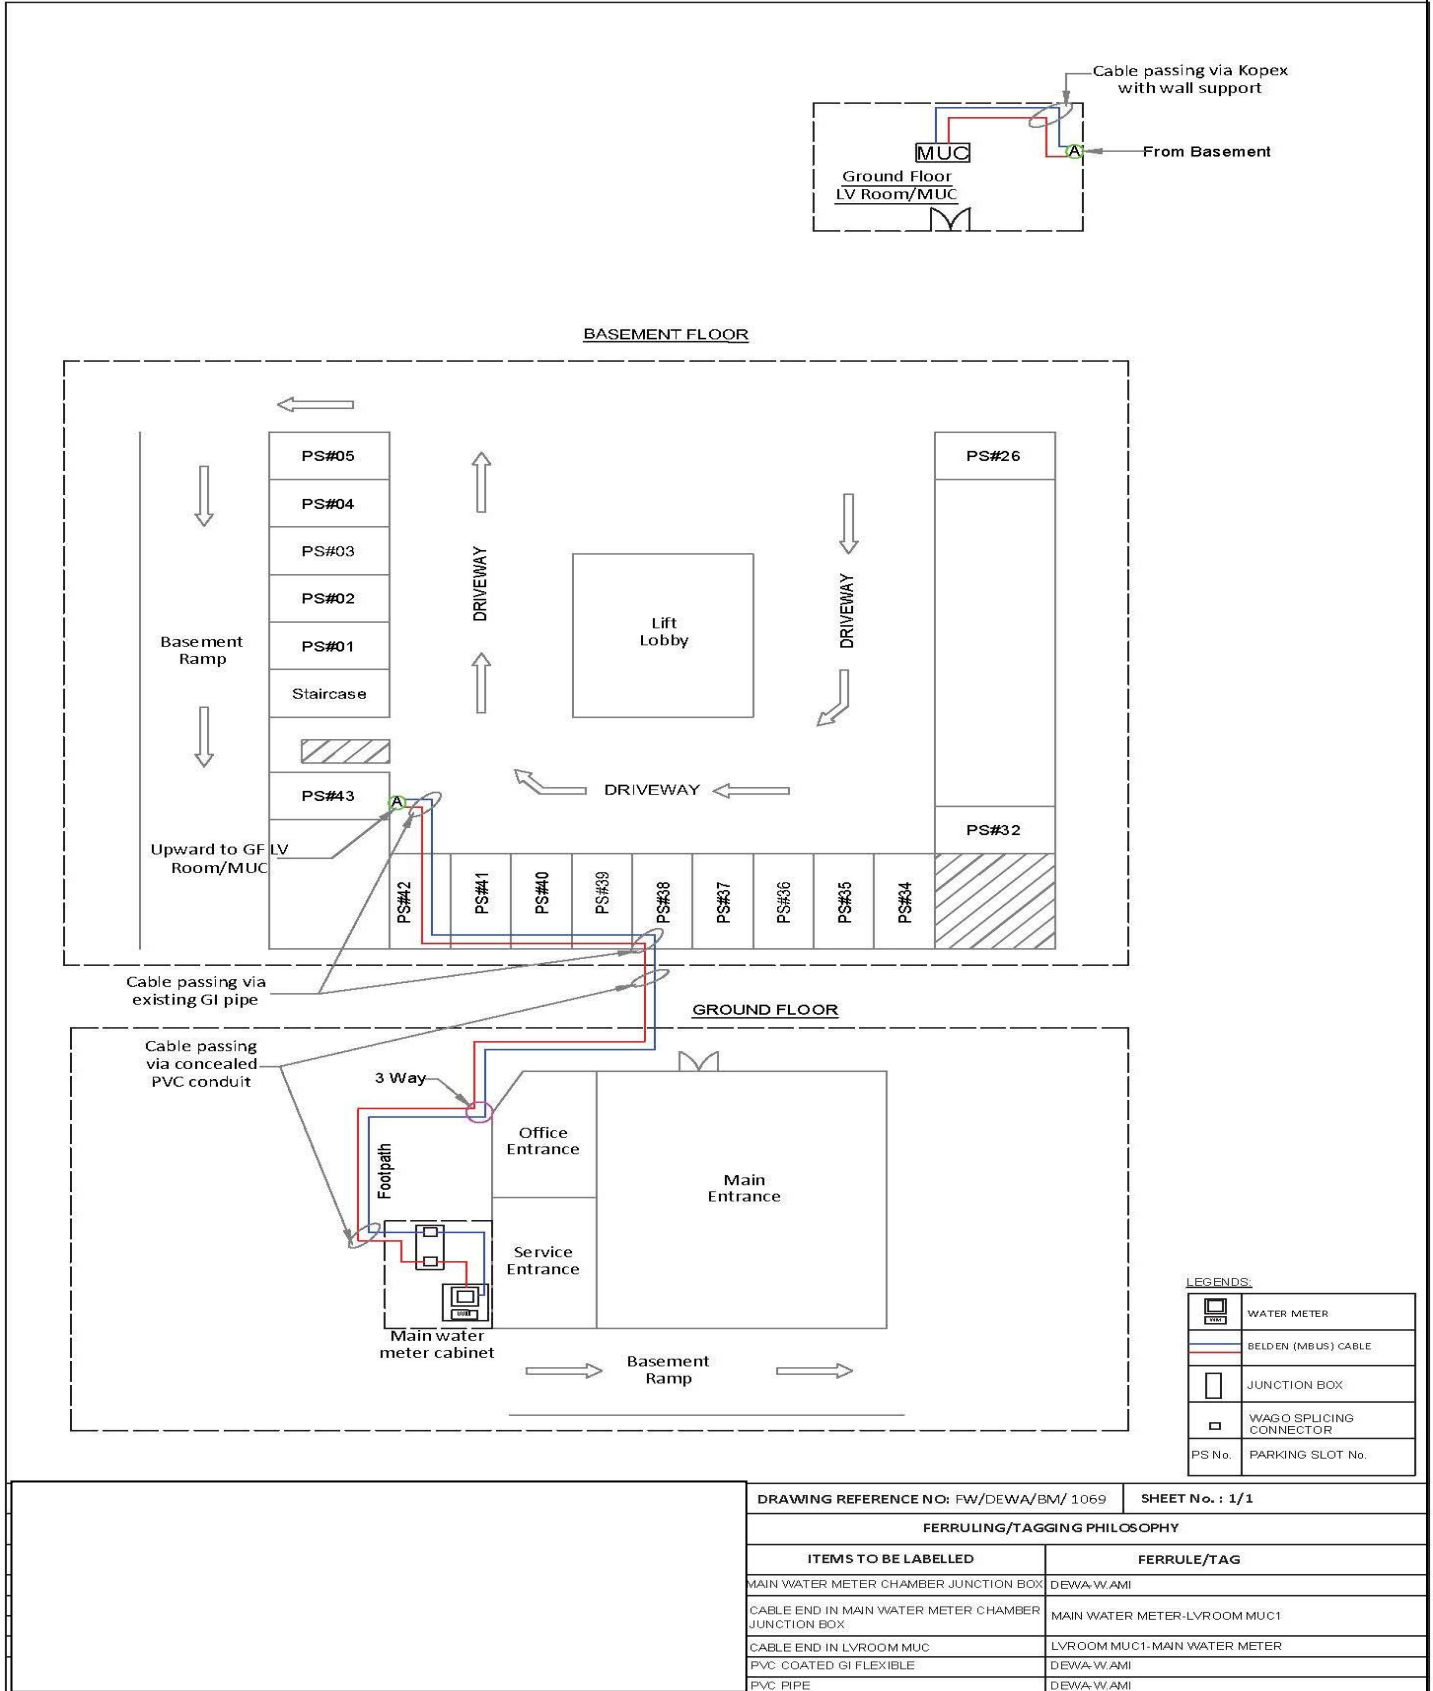 Cable passing via Kopex
with wall support
MUC
A
From Basement
Ground Floor
LV Room/MUC
BASEMENT FLOOR
PS#05
PS#26
PS#04
PS#03
DRIVEWAY
DRIVEWAY
PS#02
Lift
Lobby
Basement
Ramp
PS#01
Staircase
PS#43
A
DRIVEWAY
PS#32
Upward to GF LV
Room/MUC
PS#42
PS#41
PS#40
PS#39
PS#38
PS#37
PS#36
PS#35
PS#34
Cable passing via
existing GI pipe
GROUND FLOOR
Cable passing
via concealed
PVC conduit
3 Way
Office
Entrance
Footpath
Main
Entrance
Service
Entrance
Main water
meter cabinet
Basement
Ramp
LEGENDS:
WM
WATER METER
BELDEN (MBUS) CABLE
JUNCTION BOX
WAGO SPLICING
CONNECTOR
PS No.
PARKING SLOT No.
DRAWING REFERENCE NO: FW/DEWA/BM/ 1069
SHEET No. : 1/1
FERRULING/TAGGING PHILOSOPHY
ITEMS TO BE LABELLED
FERRULE/TAG
MAIN WATER METER CHAMBER JUNCTION BOX
DEWA-W.AMI
CABLE END IN MAIN WATER METER CHAMBER
JUNCTION BOX
MAIN WATER METER-LVROOM MUC1
CABLE END IN LVROOM MUC
LVROOM MUC1-MAIN WATER METER
PVC COATED GI FLEXIBLE
DEWA-W.AMI
PVC PIPE
DEWA-W.AMI